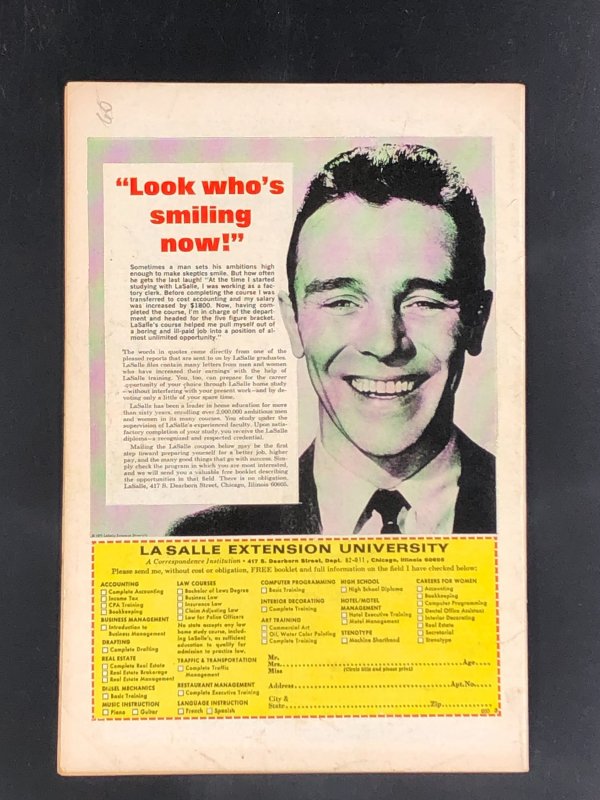 60
“Look who’s
smiling
now!”
Sometimes a man sets his ambitions high
enough to make skeptics smile. But how often
he gets the last laugh! “At the time I started
studying with LaSalle, I was working as a fac-
tory clerk. Before completing the course I was
transferred to cost accounting and my salary
was increased by $1800. Now, having com-
pleted the course, I’m in charge of the depart-
ment and headed for the five figure bracket.
LaSalle’s course helped me pull myself out of
a boring and ill-paid job into a position of al-
most unlimited opportunity.”
The words in quotes come directly from one of the
pleased reports that are sent to us by LaSalle graduates.
LaSalle files contain many letters from men and women
who have increased their earnings with the help of
LaSalle training. You, too, can prepare for the career
opportunity of your choice through LaSalle home study
—without interfering with your present work—and by de-
voting only a little of your spare time.
LaSalle has been a leader in home education for more
than sixty years, enrolling over 2,000,000 ambitious men
and women in its many courses. You study under the
supervision of LaSalle’s experienced faculty. Upon satis-
factory completion of your study, you receive the LaSalle
diploma—a recognized and respected credential.
Mailing the LaSalle coupon below may be the first
step toward preparing yourself for a better job, higher
pay, and the many good things that go with success. Sim-
ply check the program in which you are most interested,
and we will send you a valuable free booklet describing
the opportunities in that field. There is no obligation.
LaSalle, 417 S. Dearborn Street, Chicago, Illinois 60605.
LA SALLE EXTENSION UNIVERSITY
A Correspondence Institution • 417 S. Dearborn Street, Dept. 82-011, Chicago, Illinois 60605
Please send me, without cost or obligation, FREE booklet and full information on the field I have checked below:
ACCOUNTING
Complete Accounting
Income Tax
CPA Training
Bookkeeping
BUSINESS MANAGEMENT
Introduction to
Business Management
DRAFTING
Complete Drafting
REAL ESTATE
Complete Real Estate
Real Estate Brokerage
Real Estate Management
DIESEL MECHANICS
Basic Training
MUSIC INSTRUCTION
Piano Guitar
LAW COURSES
Bachelor of Laws Degree
Business Law
Insurance Law
Claim Adjusting Law
Law for Police Officers
No state accepts any law
home study course, includ-
ing LaSalle’s, as sufficient
education to qualify for
admission to practice law.
TRAFFIC & TRANSPORTATION
Complete Traffic
Management
RESTAURANT MANAGEMENT
Complete Executive Training
LANGUAGE INSTRUCTION
French Spanish
COMPUTER PROGRAMMING
Basic Training
INTERIOR DECORATING
Complete Training
ART TRAINING
Commercial Art
Oil, Water Color Painting
Complete Training
HIGH SCHOOL
High School Diploma
HOTEL/MOTEL
MANAGEMENT
Hotel Executive Training
Motel Management
STENOTYPE
Machine Shorthand
CAREERS FOR WOMEN
Accounting
Bookkeeping
Computer Programming
Dental Office Assistant
Interior Decorating
Real Estate
Secretarial
Stenotype
Mr.
Mrs. Age
Miss (Circle title and please print)
Address Apt. No.
City &
State Zip